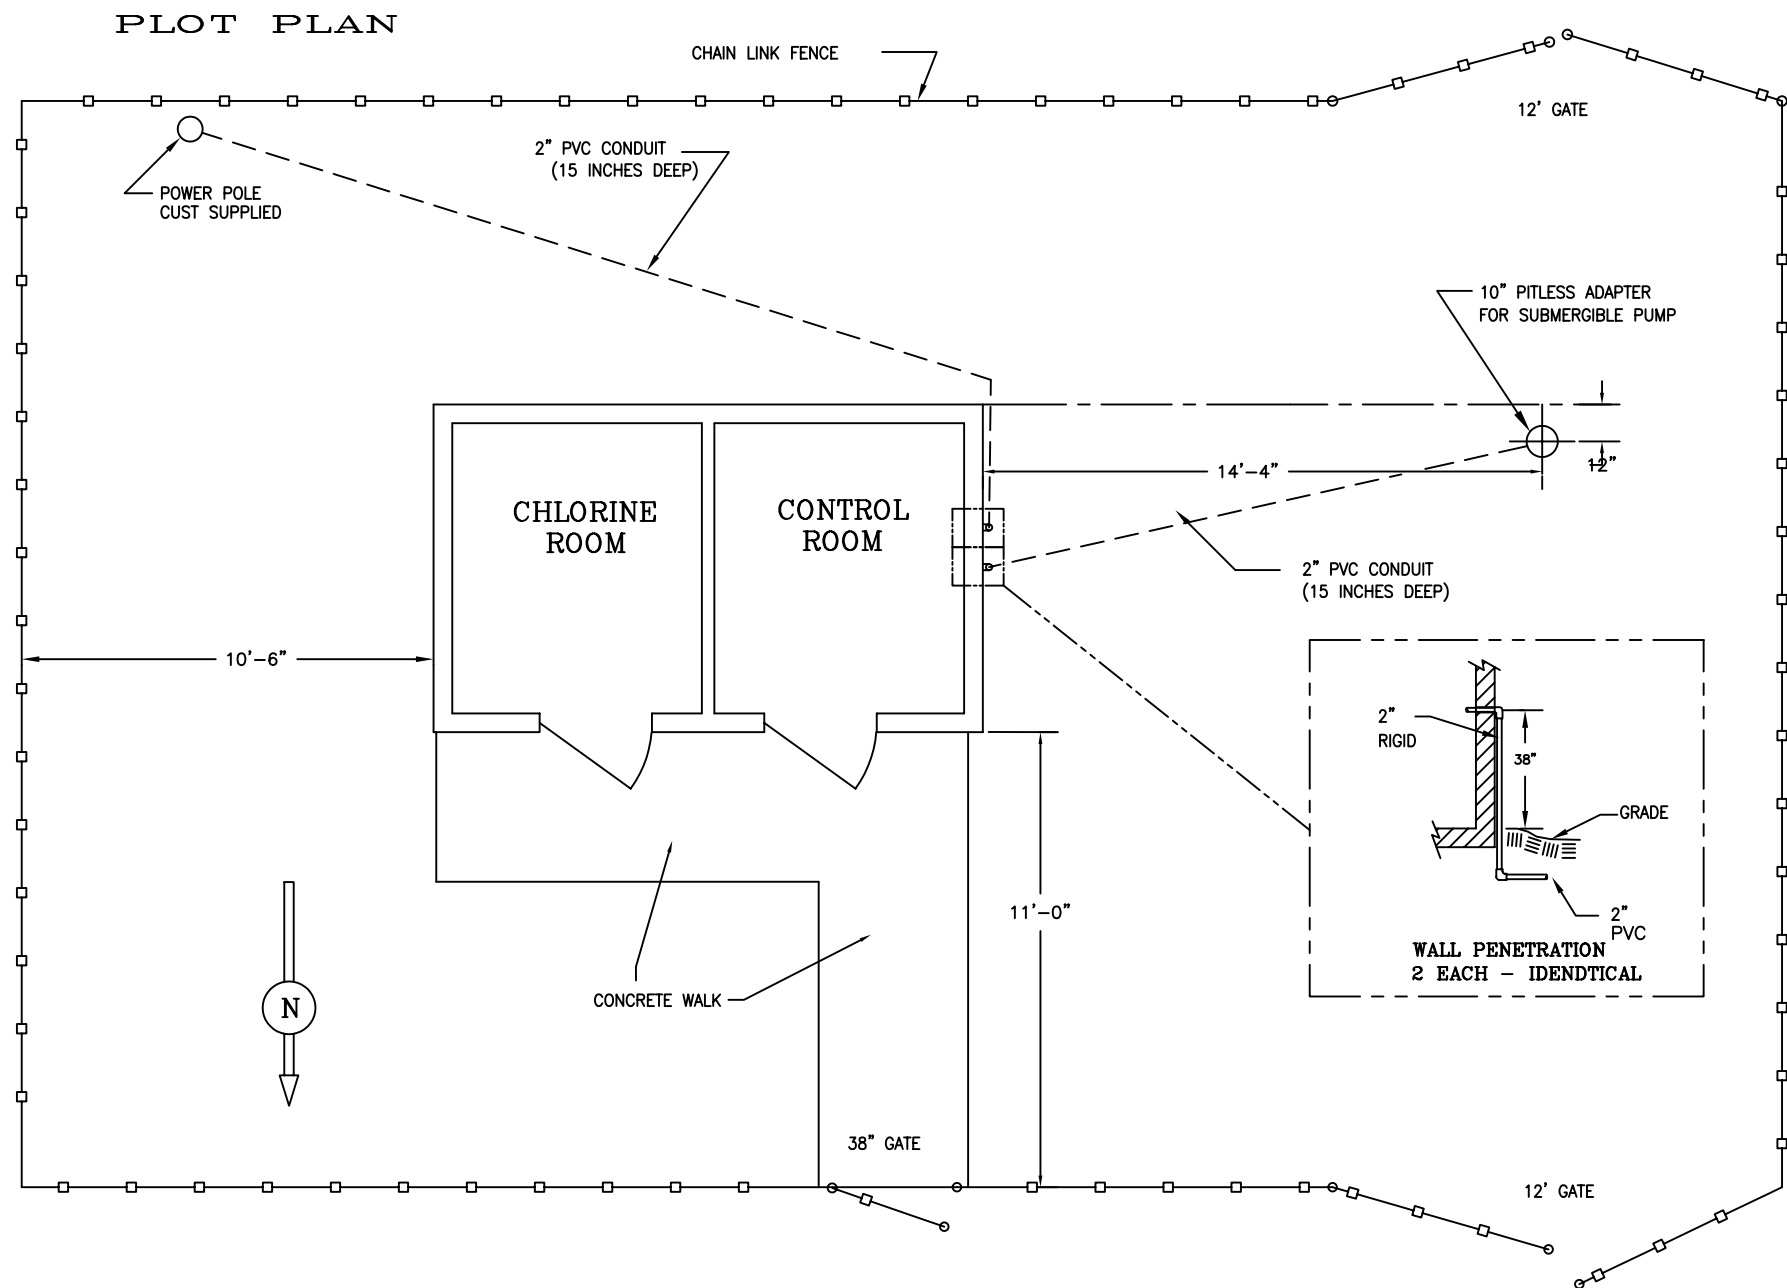 PLOT PLAN
CHAIN LINK FENCE
12' GATE
2" PVC CONDUIT
(15 INCHES DEEP)
POWER POLE
CUST SUPPLIED
10" PITLESS ADAPTER
FOR SUBMERGIBLE PUMP
14'-4"
12"
CHLORINE
ROOM
CONTROL
ROOM
2" PVC CONDUIT
(15 INCHES DEEP)
10'-6"
2"
RIGID
38"
GRADE
2"
PVC
WALL PENETRATION
2 EACH - IDENDTICAL
11'-0"
CONCRETE WALK
N
38" GATE
12' GATE